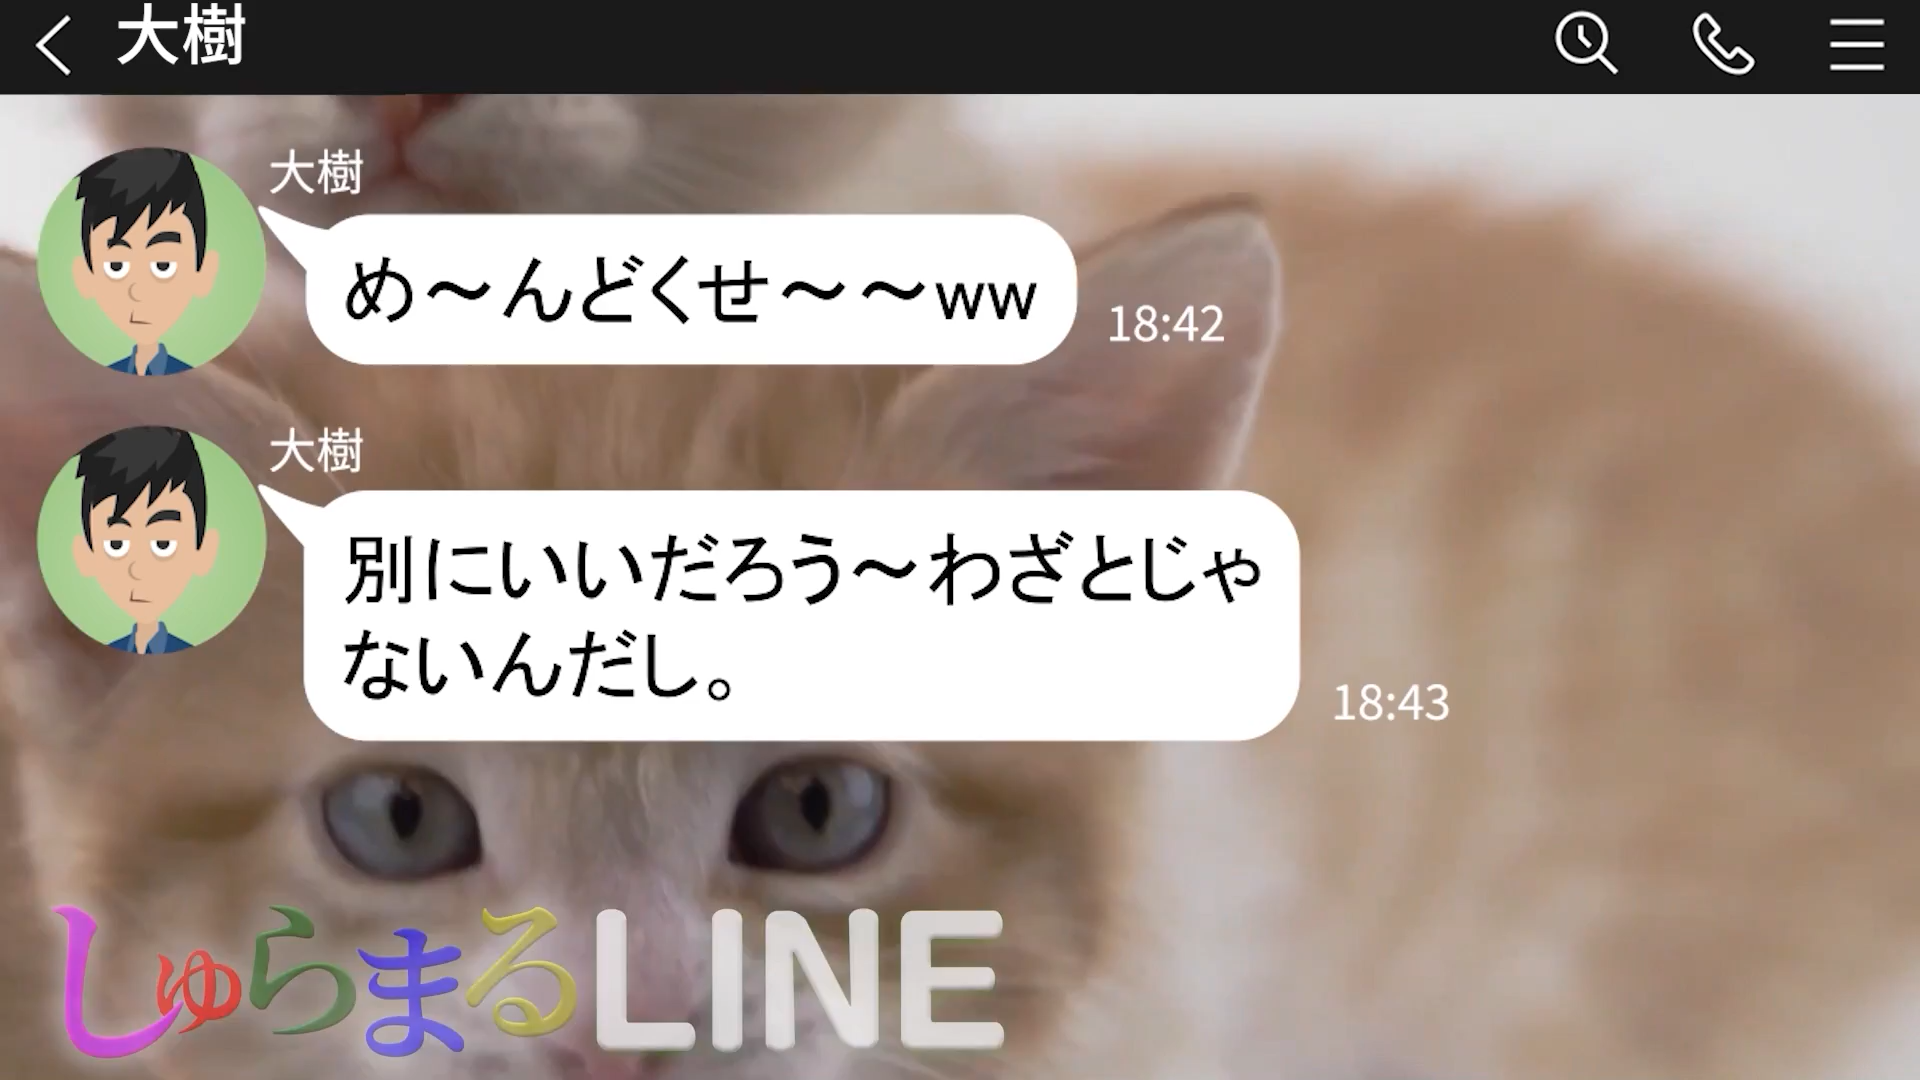 大樹
大樹
め〜んどくせ〜〜ww
18:42
大樹
別にいいだろう〜わざとじゃ
ないんだし。
18:43
しゅらまるLINE